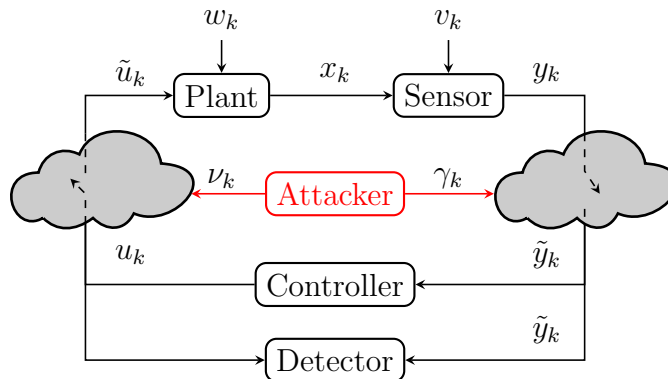 w_k v_k
ũ_k Plant x_k Sensor y_k
ν_k Attacker γ_k
u_k ỹ_k
Controller
ỹ_k
Detector